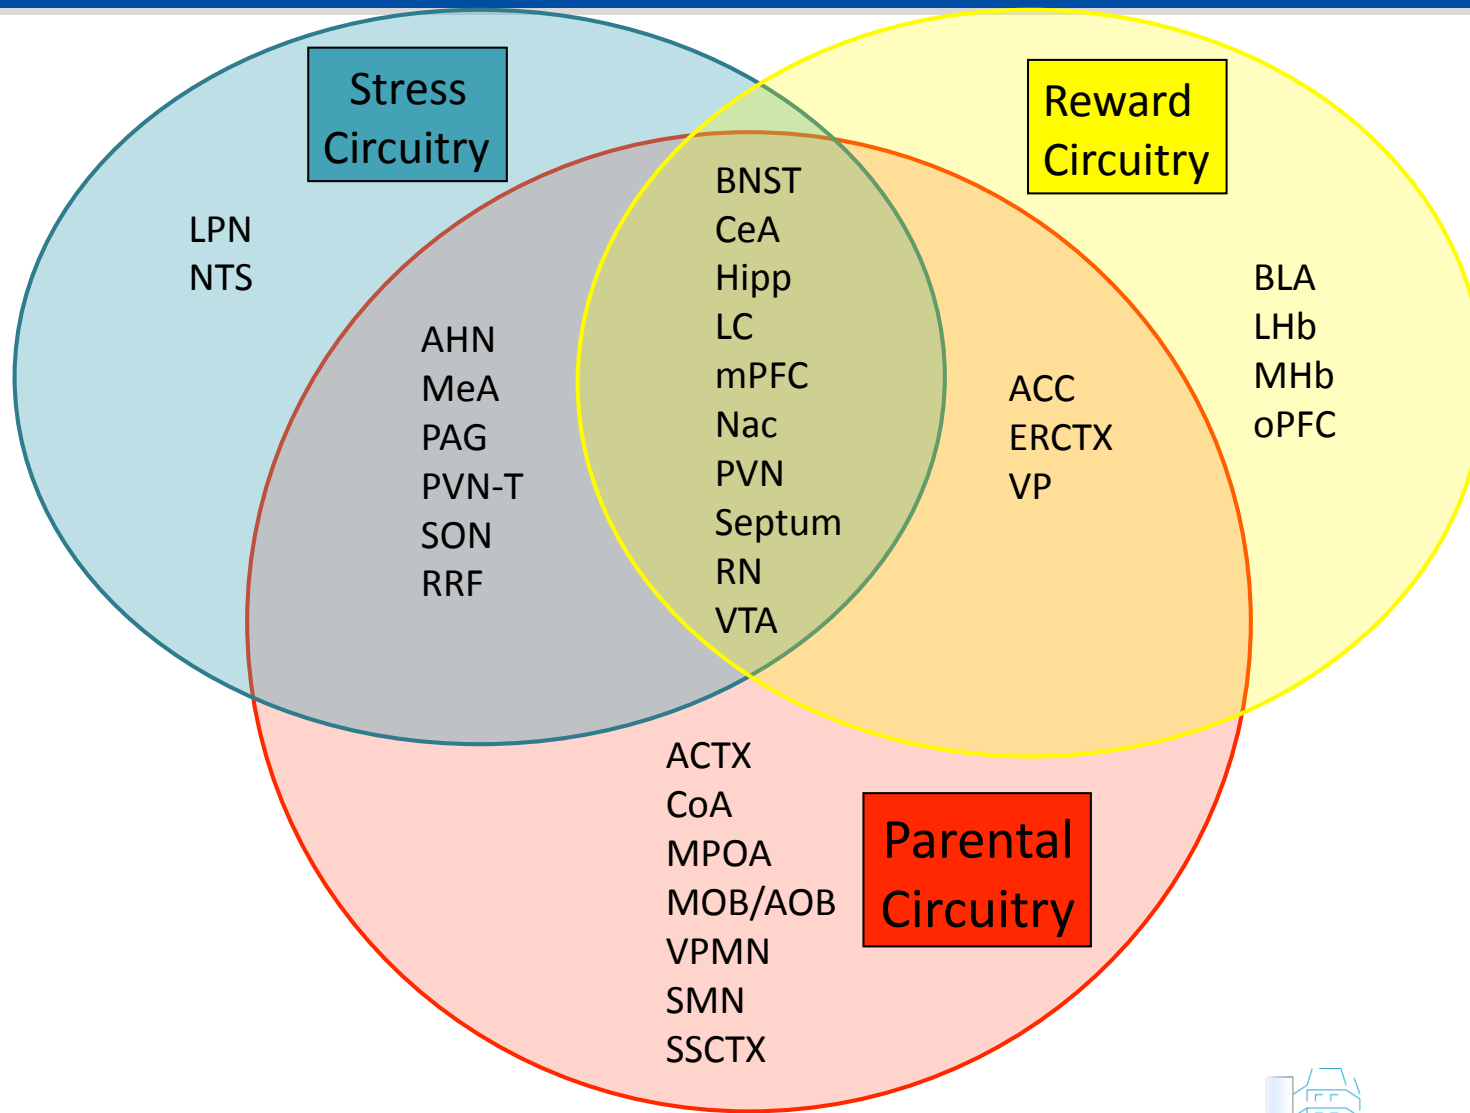 Stress
Circuitry
Reward
Circuitry
LPN
NTS
AHN
MeA
PAG
PVN-T
SON
RRF
BNST
CeA
Hipp
LC
mPFC
Nac
PVN
Septum
RN
VTA
ACC
ERCTX
VP
BLA
LHb
MHb
oPFC
ACTX
CoA
MPOA
MOB/AOB
VPMN
SMN
SSCTX
Parental
Circuitry